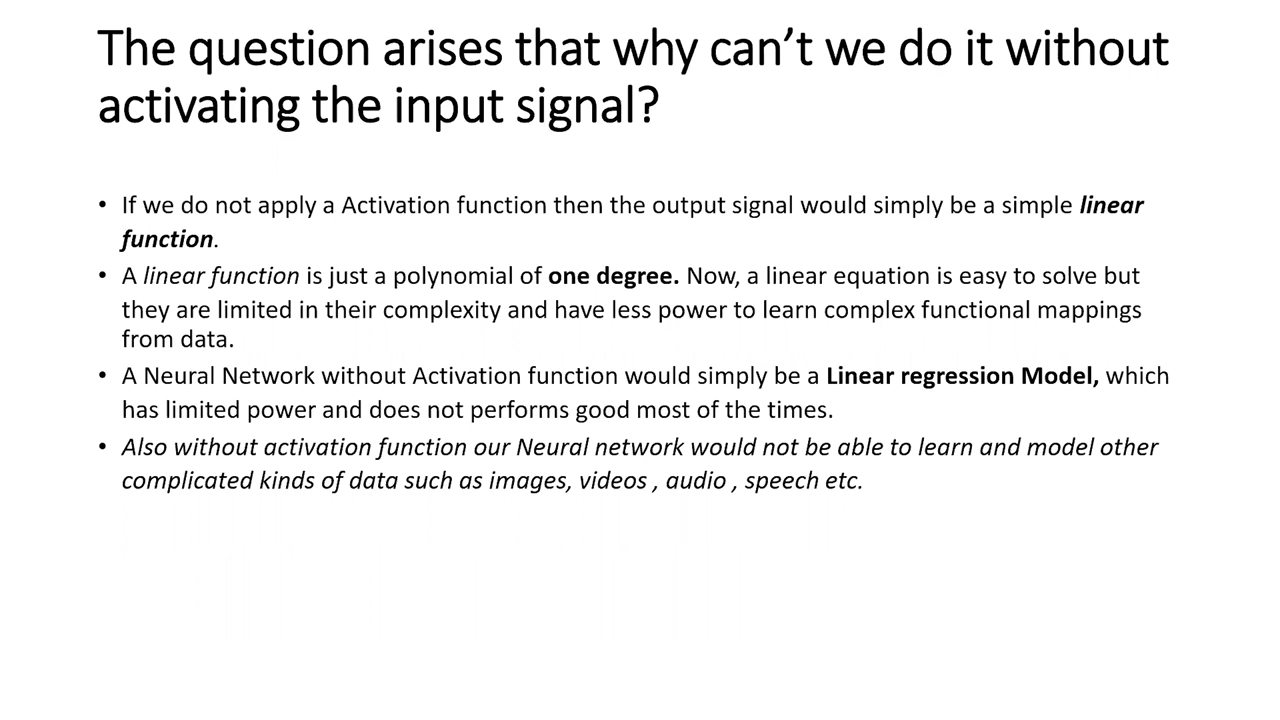 The question arises that why can’t we do it without
activating the input signal?
• If we do not apply a Activation function then the output signal would simply be a simple linear
function.
• A linear function is just a polynomial of one degree. Now, a linear equation is easy to solve but
they are limited in their complexity and have less power to learn complex functional mappings
from data.
• A Neural Network without Activation function would simply be a Linear regression Model, which
has limited power and does not performs good most of the times.
• Also without activation function our Neural network would not be able to learn and model other
complicated kinds of data such as images, videos , audio , speech etc.